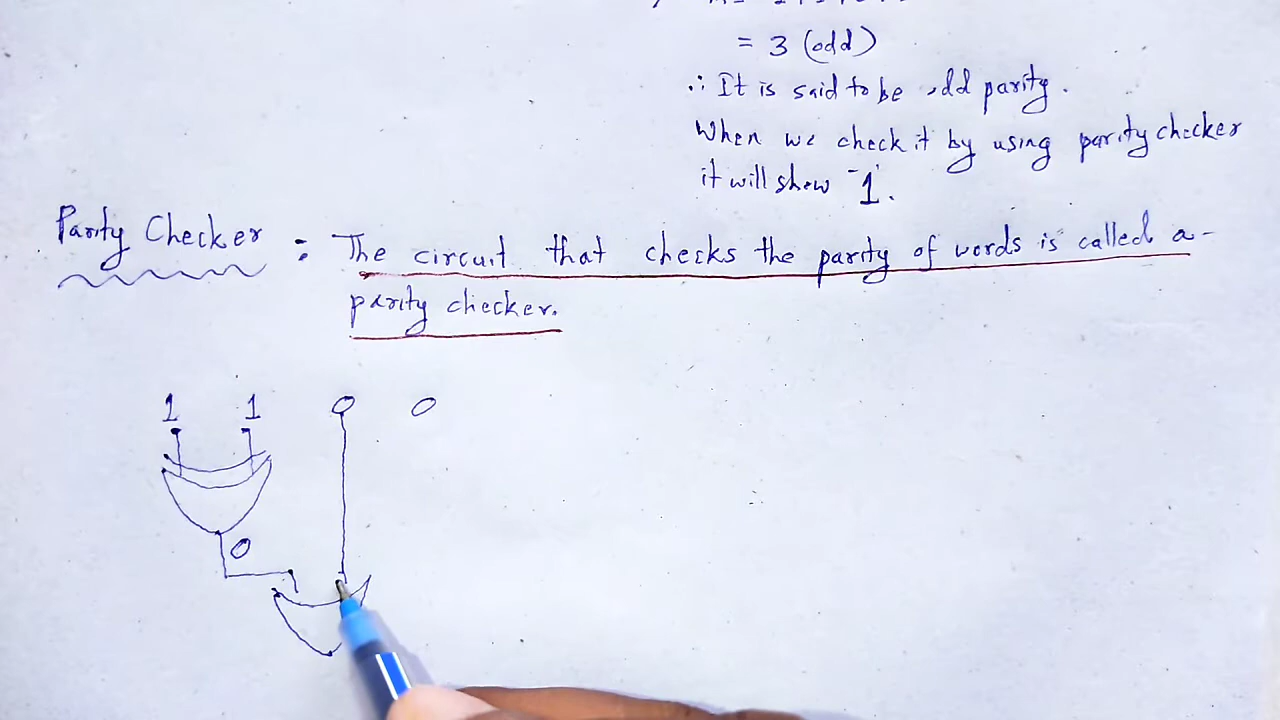 = 3 (odd)
∴ It is said to be odd parity.
When we check it by using parity checker
it will show "1".
Parity Checker : The circuit that checks the parity of words is called a-
parity checker.
1 1 0 0
0